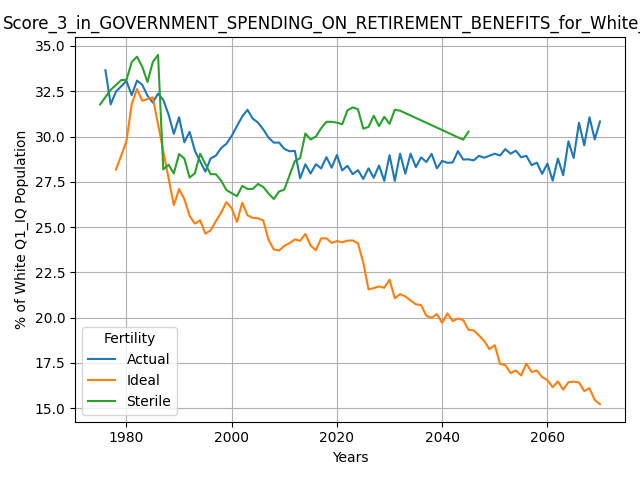 Score_3_in_GOVERNMENT_SPENDING_ON_RETIREMENT_BENEFITS_for_White_
% of White Q1_IQ Population
35.0
32.5
30.0
27.5
25.0
22.5
20.0
17.5
15.0
Fertility
Actual
Ideal
Sterile
1980
2000
2020
2040
2060
Years